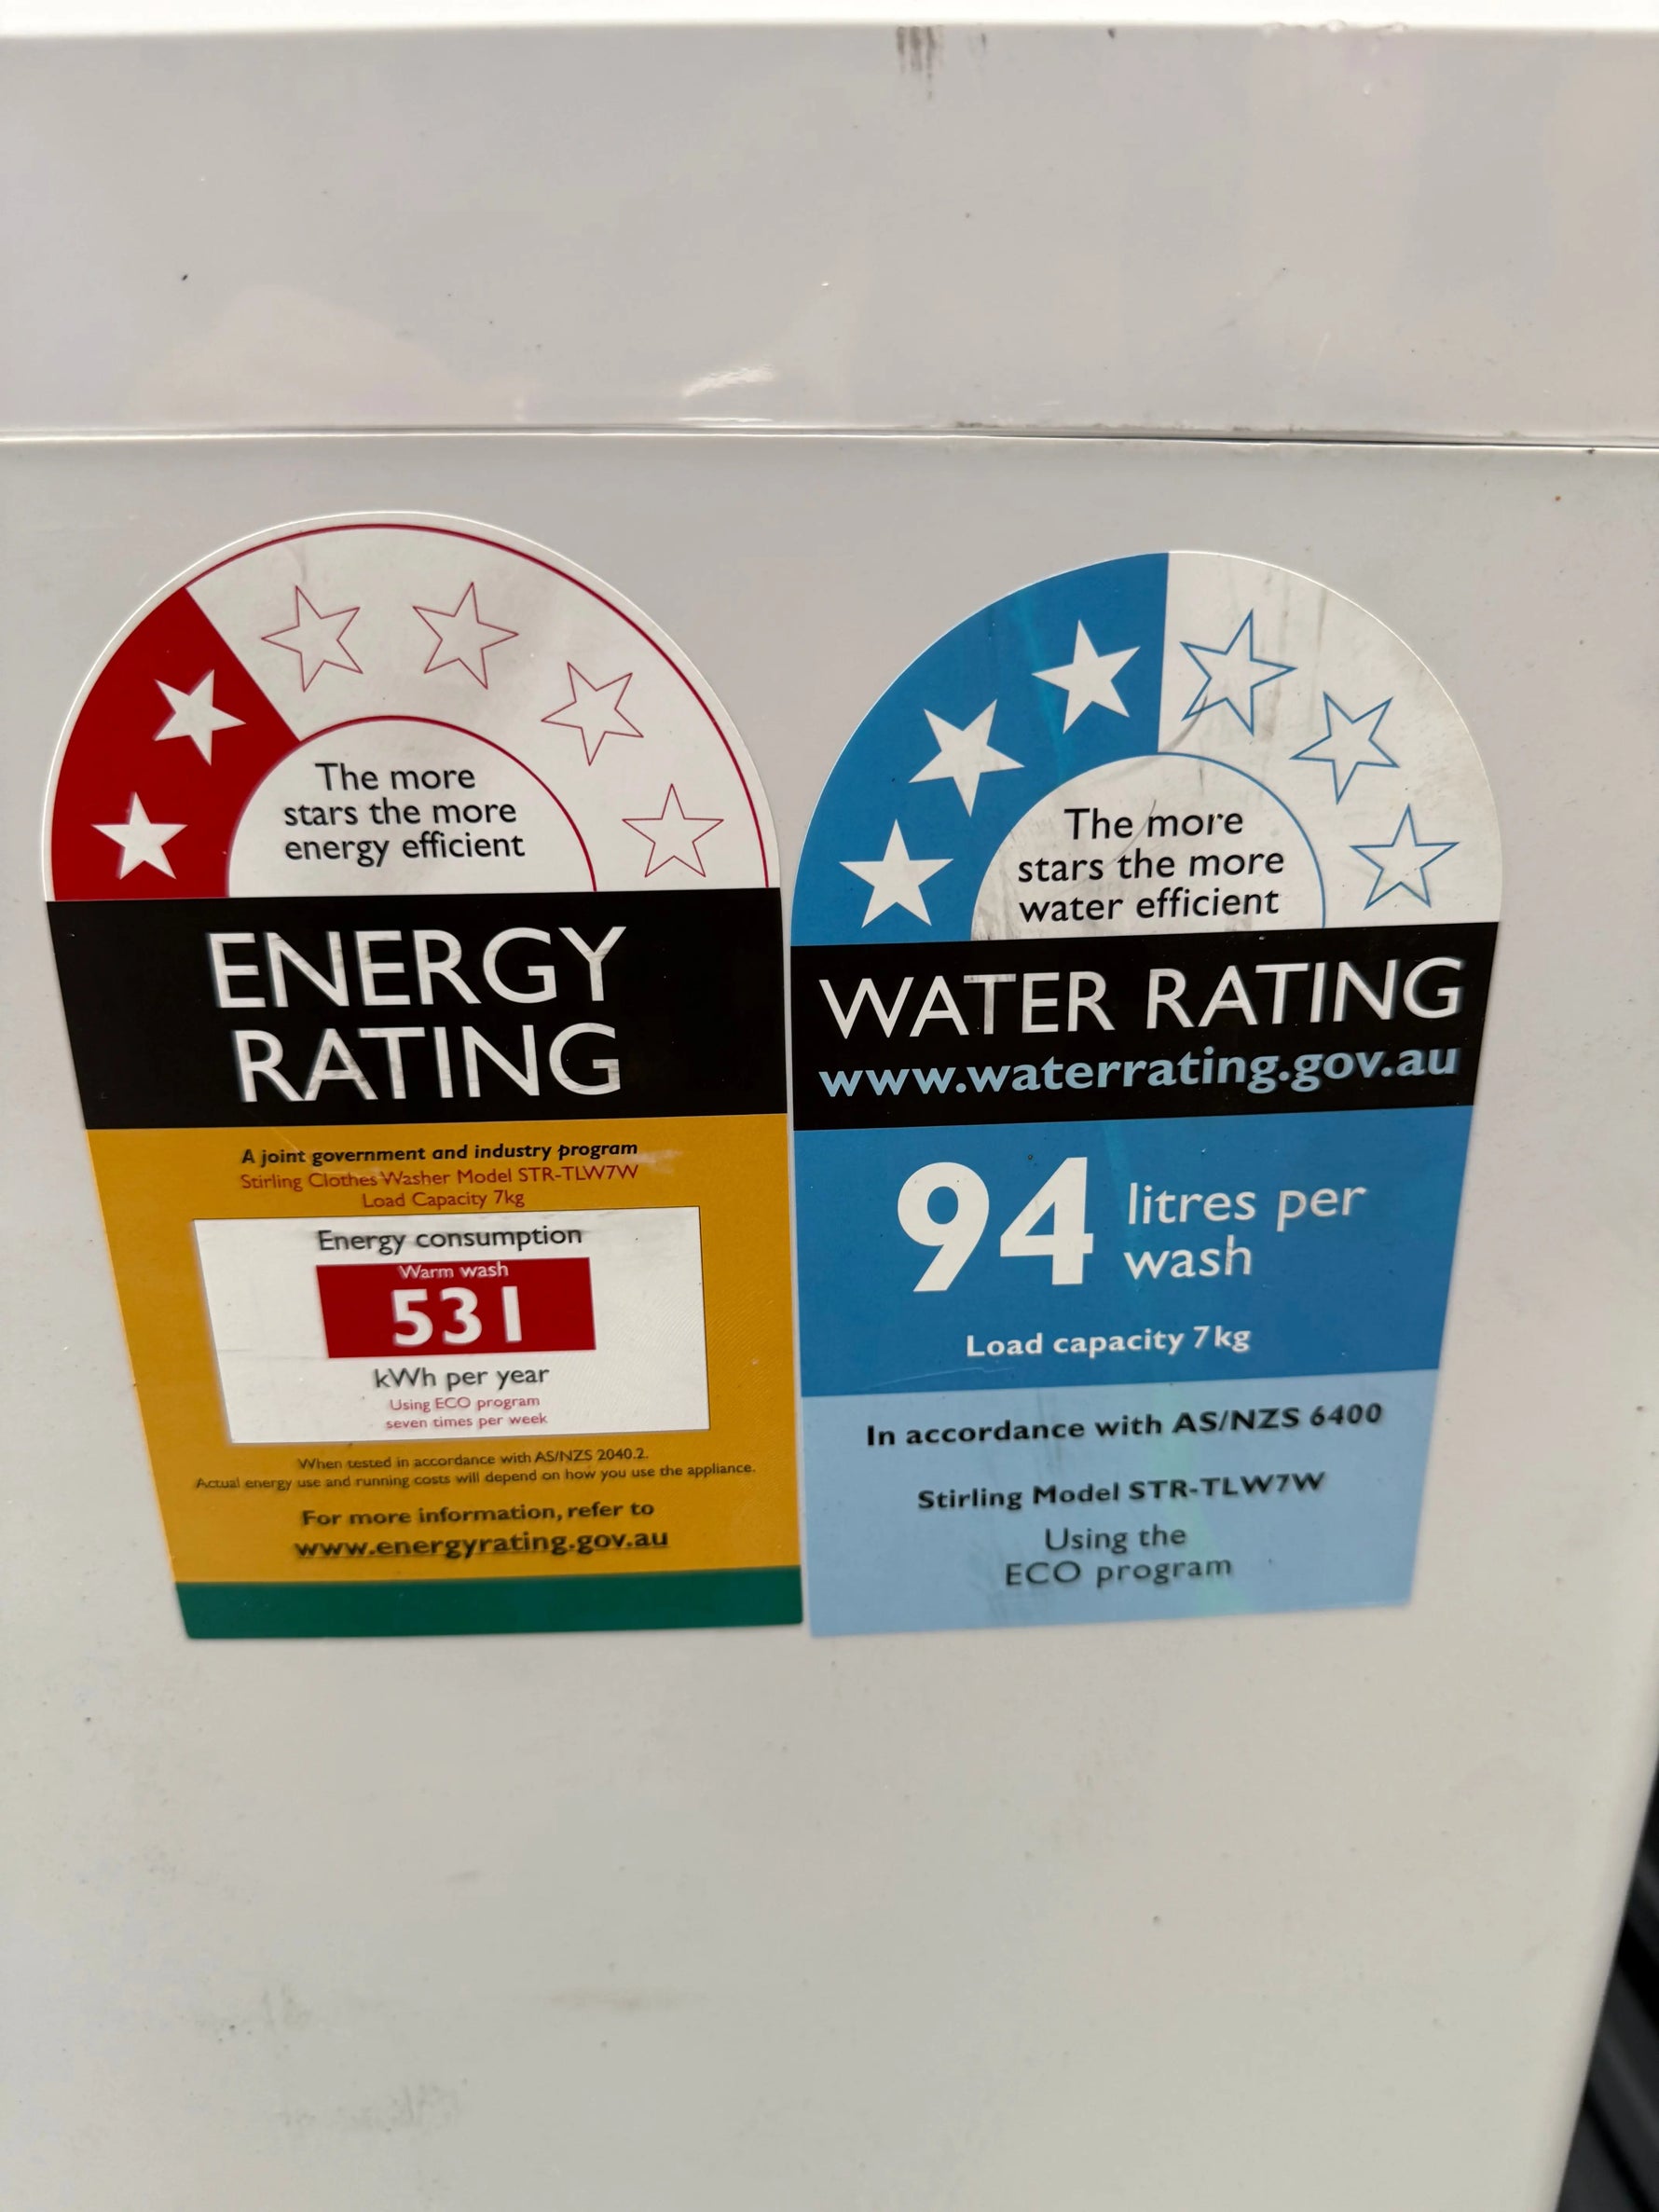 The more
stars the more
energy efficient
ENERGY
RATING
A joint government and industry program
Stirling Clothes Washer Model STR-TLW7W
Load Capacity 7kg
Energy consumption
Warm wash
531
kWh per year
Using ECO program
seven times per week
When tested in accordance with AS/NZS 2040.2.
Actual energy use and running costs will depend on how you use the appliance.
For more information, refer to
www.energyrating.gov.au
The more
stars the more
water efficient
WATER RATING
www.waterrating.gov.au
94 litres per
wash
Load capacity 7kg
In accordance with AS/NZS 6400
Stirling Model STR-TLW7W
Using the
ECO program